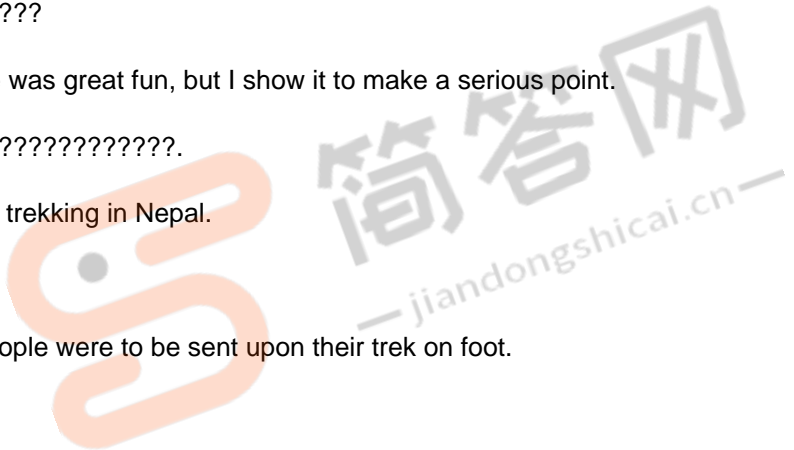 ????
was great fun, but I show it to make a serious point.
????????????.
trekking in Nepal.
ople were to be sent upon their trek on foot.
简答网
jiandongshicai.cn